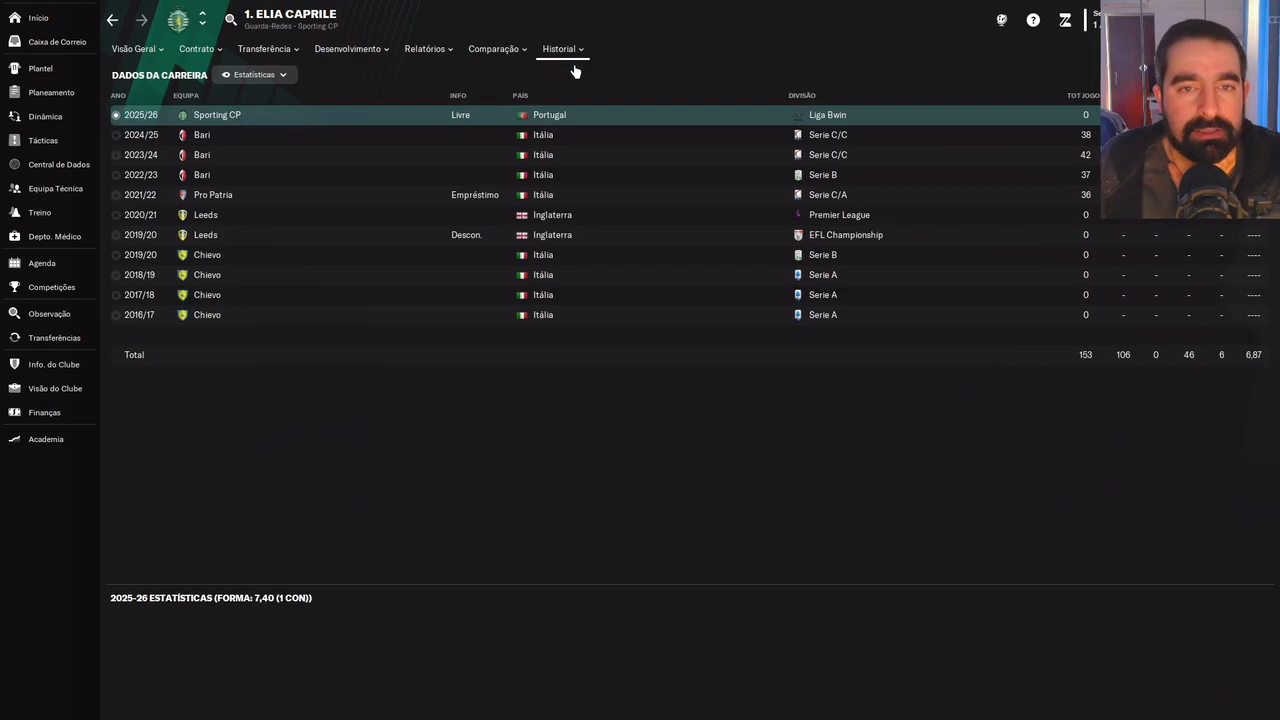 Início
Caixa de Correio
Plantel
Planeamento
Dinâmica
Tácticas
Central de Dados
Equipa Técnica
Treino
Depto. Médico
Agenda
Competições
Observação
Transferências
Info. do Clube
Visão do Clube
Finanças
Academia
1. ELIA CAPRILE
Guarda-Redes - Sporting CP
Visão Geral Contrato Transferência Desenvolvimento Relatórios Comparação Historial
DADOS DA CARREIRA Estatísticas
ANO EQUIPA INFO PAÍS DIVISÃO TOT JOGO
2025/26 Sporting CP Livre Portugal Liga Bwin 0
2024/25 Bari Itália Serie C/C 38
2023/24 Bari Itália Serie C/C 42
2022/23 Bari Itália Serie B 37
2021/22 Pro Patria Empréstimo Itália Serie C/A 36
2020/21 Leeds Inglaterra Premier League 0
2019/20 Leeds Descon. Inglaterra EFL Championship 0 - - - - ----
2019/20 Chievo Itália Serie B 0 - - - - ----
2018/19 Chievo Itália Serie A 0 - - - - ----
2017/18 Chievo Itália Serie A 0 - - - - ----
2016/17 Chievo Itália Serie A 0 - - - - ----
Total 153 106 0 46 6 6,87
2025-26 ESTATÍSTICAS (FORMA: 7,40 (1 CON))